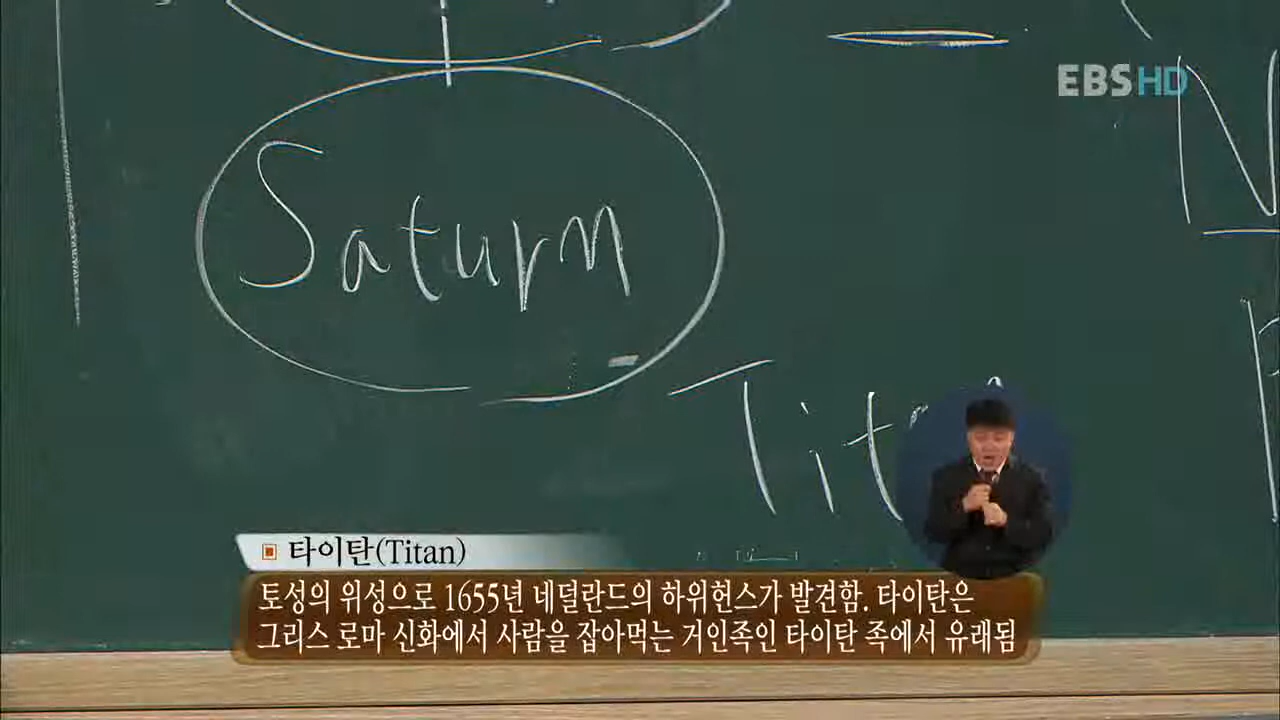 EBS HD
Saturn
타이탄(Titan)
토성의 위성으로 1655년 네덜란드의 하위헌스가 발견함. 타이탄은
그리스 로마 신화에서 사람을 잡아먹는 거인족인 타이탄 족에서 유래됨